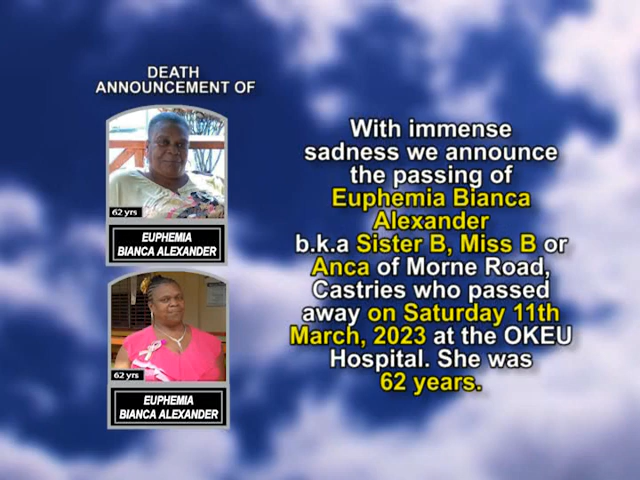 DEATH
ANNOUNCEMENT OF
62 yrs
EUPHEMIA
BIANCA ALEXANDER
62 yrs
EUPHEMIA
BIANCA ALEXANDER
With immense
sadness we announce
the passing of
Euphemia Bianca
Alexander
b.k.a Sister B, Miss B or
Anca of Morne Road,
Castries who passed
away on Saturday 11th
March, 2023 at the OKEU
Hospital. She was
62 years.